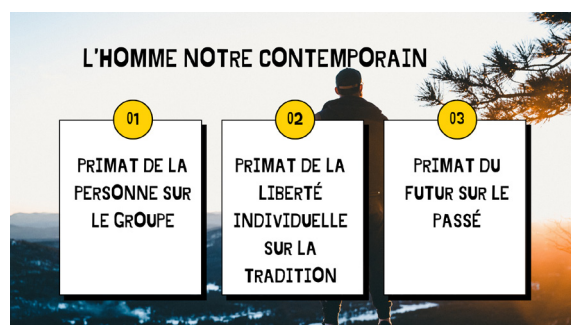 L'HOMME NOTRE CONTEMPORAIN
01
PRIMAT DE LA
PERSONNE SUR
LE GROUPE
02
PRIMAT DE LA
LIBERTÉ
INDIVIDUELLE
SUR LA
TRADITION
03
PRIMAT DU
FUTUR SUR LE
PASSÉ